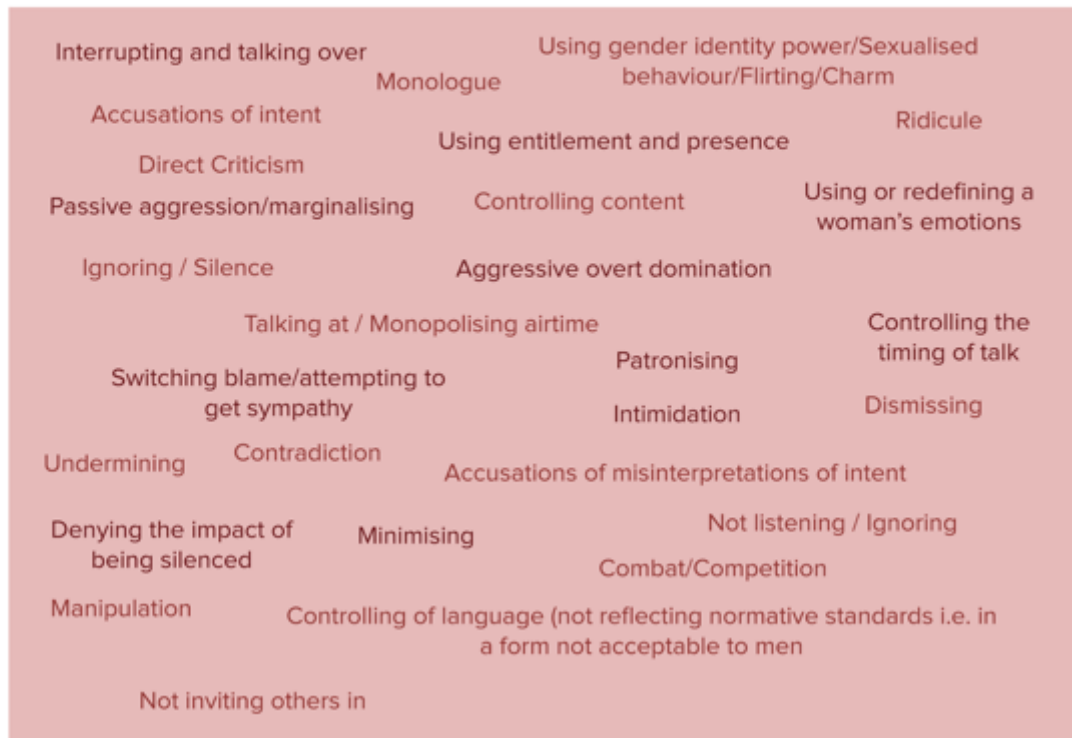 Interrupting and talking over
Using gender identity power/Sexualised
behaviour/Flirting/Charm
Monologue
Accusations of intent
Ridicule
Using entitlement and presence
Direct Criticism
Passive aggression/marginalising
Controlling content
Using or redefining a
woman's emotions
Ignoring / Silence
Aggressive overt domination
Talking at / Monopolising airtime
Controlling the
timing of talk
Patronising
Switching blame/attempting to
get sympathy
Intimidation
Dismissing
Undermining
Contradiction
Accusations of misinterpretations of intent
Denying the impact of
being silenced
Minimising
Not listening / Ignoring
Combat/Competition
Manipulation
Controlling of language (not reflecting normative standards i.e. in
a form not acceptable to men
Not inviting others in